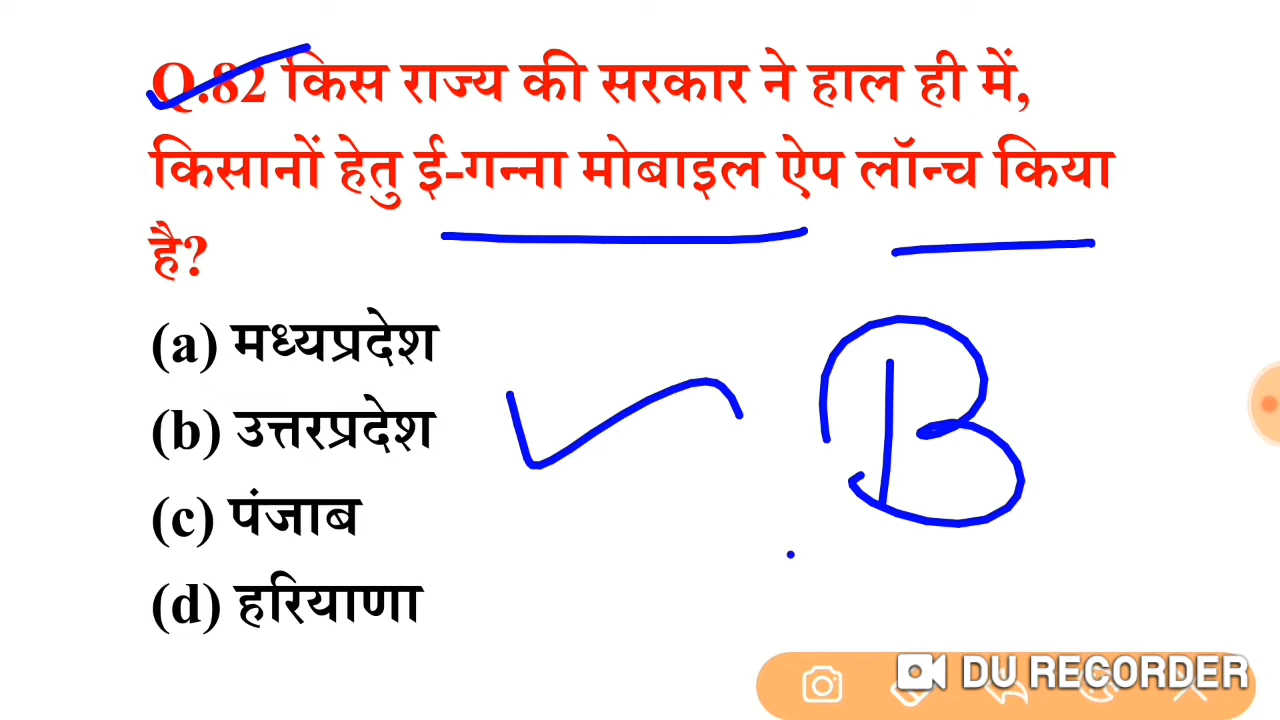 Q.82 किस राज्य की सरकार ने हाल ही में,
किसानों हेतु ई-गन्ना मोबाइल ऐप लॉन्च किया
है?
(a) मध्यप्रदेश
(b) उत्तरप्रदेश
B
(c) पंजाब
(d) हरियाणा
DU RECORDER